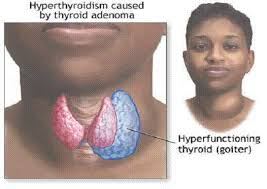 Hyperthyroidism caused
by thyroid adenoma
Hyperfunctioning
thyroid (goiter)